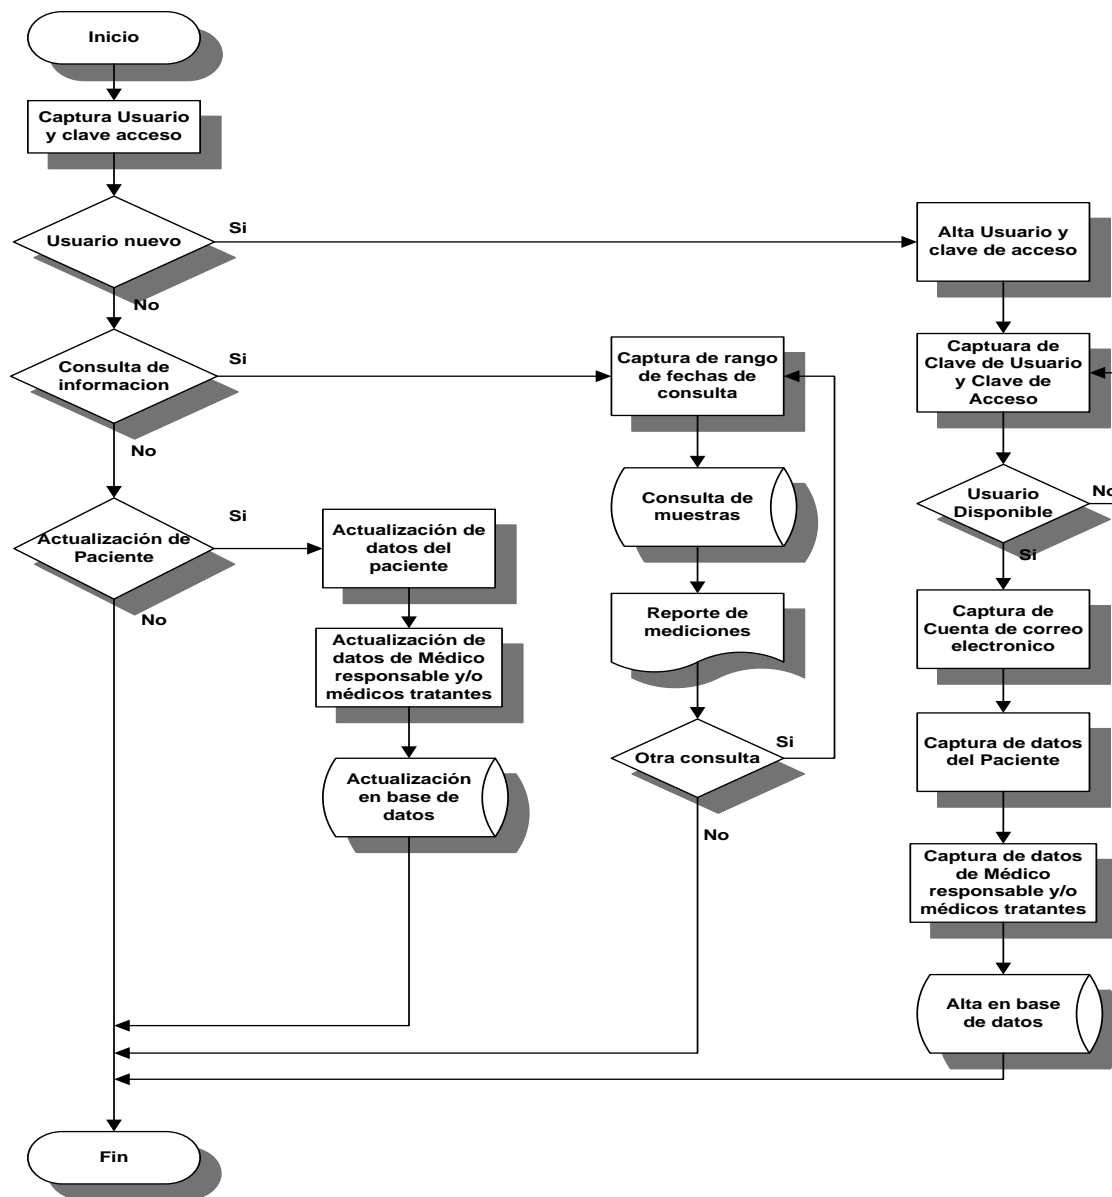 Inicio
Captura Usuario
y clave acceso
Usuario nuevo
Si
No
Alta Usuario y
clave de acceso
Consulta de
informacion
Si
No
Captura de rango
de fechas de
consulta
Captuara de
Clave de Usuario
y Clave de
Acceso
Actualización de
Paciente
Si
No
Actualización de
datos del
paciente
Consulta de
muestras
Usuario
Disponible
No
Si
Actualización de
datos de Médico
responsable y/o
médicos tratantes
Reporte de
mediciones
Captura de
Cuenta de correo
electronico
Actualización
en base de
datos
Otra consulta
Si
No
Captura de datos
del Paciente
Captura de datos
de Médico
responsable y/o
médicos tratantes
Alta en base
de datos
Fin